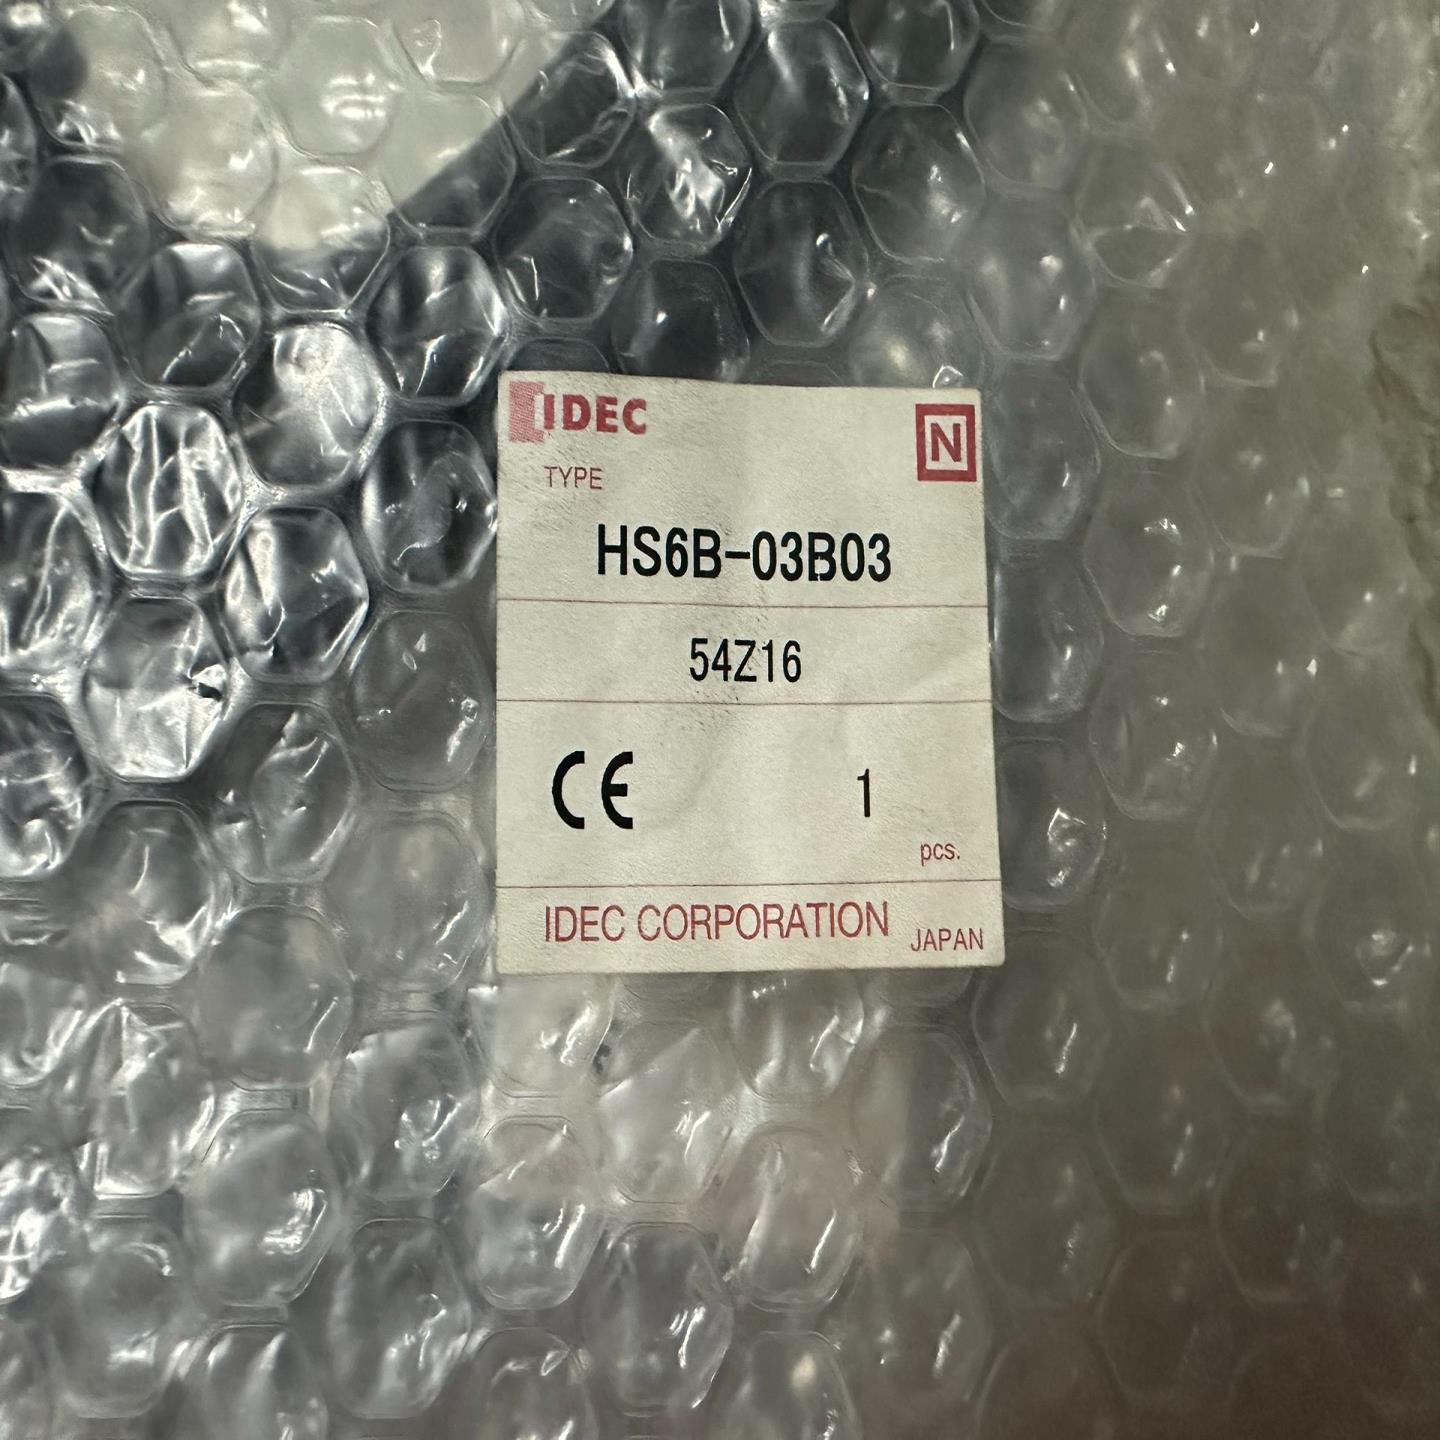 IDEC
N
TYPE
HS6B-03B03
54Z16
CE
1
pcs.
IDEC CORPORATION JAPAN